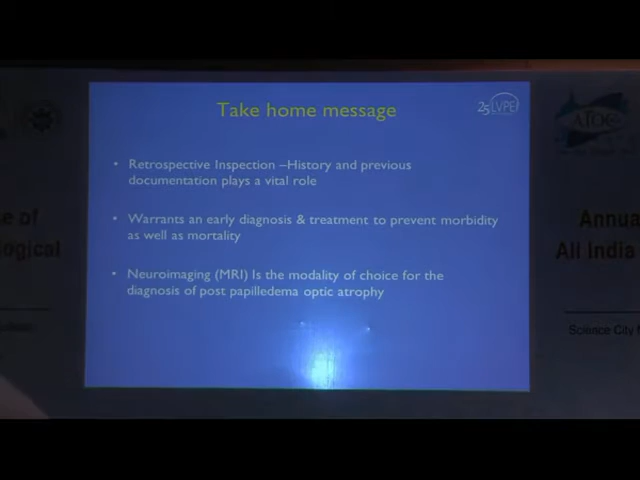 Take home message
25 LVPEI
• Retrospective Inspection –History and previous
documentation plays a vital role
• Warrants an early diagnosis & treatment to prevent morbidity
as well as mortality
• Neuroimaging (MRI) Is the modality of choice for the
diagnosis of post papilledema optic atrophy
se of
logical
Annua
All India
Science City